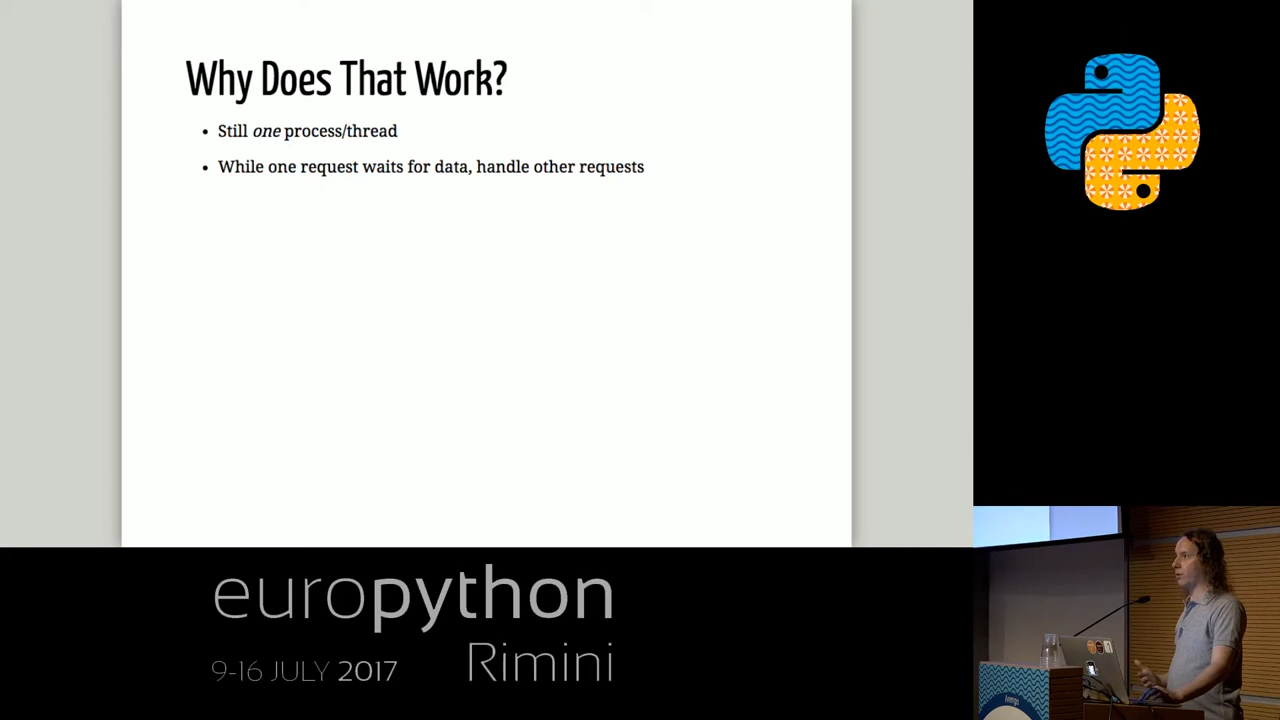 Why Does That Work?
• Still one process/thread
• While one request waits for data, handle other requests
europython
9-16 JULY 2017
Rimini